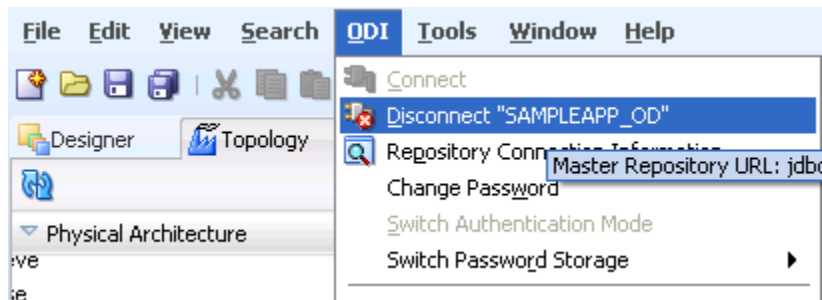 File Edit View Search ODI Tools Window Help
Connect
Disconnect "SAMPLEAPP_OD"
Designer Topology
Repository Connection Information
Master Repository URL: jdbc
Change Password
Physical Architecture
Switch Authentication Mode
Switch Password Storage